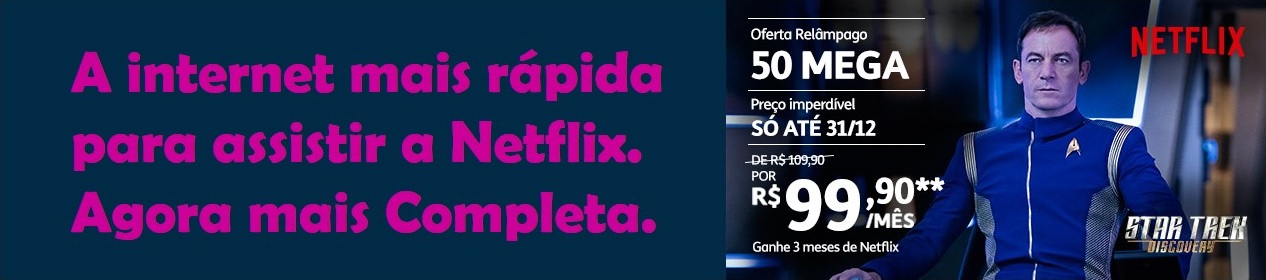 A internet mais rápida
para assistir a Netflix.
Agora mais Completa.
Oferta Relâmpago
50 MEGA
Preço imperdível
SÓ ATÉ 31/12
DE R$ 109,90
POR
R$ 99,90**
/MÊS
Ganhe 3 meses de Netflix
NETFLIX
STAR TREK
DISCOVERY